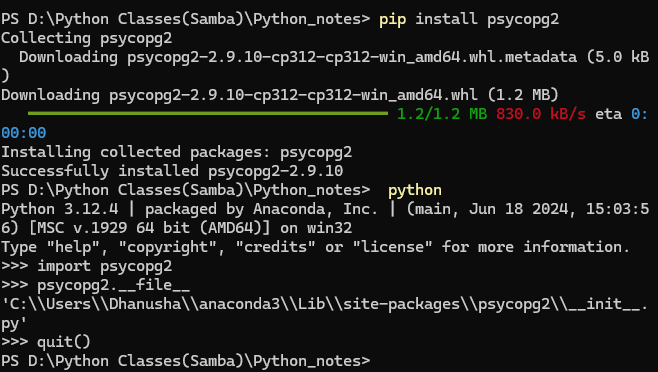 PS D:\Python Classes(Samba)\Python_notes> pip install psycopg2
Collecting psycopg2
  Downloading psycopg2-2.9.10-cp312-cp312-win_amd64.whl.metadata (5.0 kB
)
Downloading psycopg2-2.9.10-cp312-cp312-win_amd64.whl (1.2 MB)
1.2/1.2 MB 830.0 kB/s eta 0:
00:00
Installing collected packages: psycopg2
Successfully installed psycopg2-2.9.10
PS D:\Python Classes(Samba)\Python_notes>  python
Python 3.12.4 | packaged by Anaconda, Inc. | (main, Jun 18 2024, 15:03:5
6) [MSC v.1929 64 bit (AMD64)] on win32
Type "help", "copyright", "credits" or "license" for more information.
>>> import psycopg2
>>> psycopg2.__file__
'C:\\Users\\Dhanusha\\anaconda3\\Lib\\site-packages\\psycopg2\\__init__.
py'
>>> quit()
PS D:\Python Classes(Samba)\Python_notes>